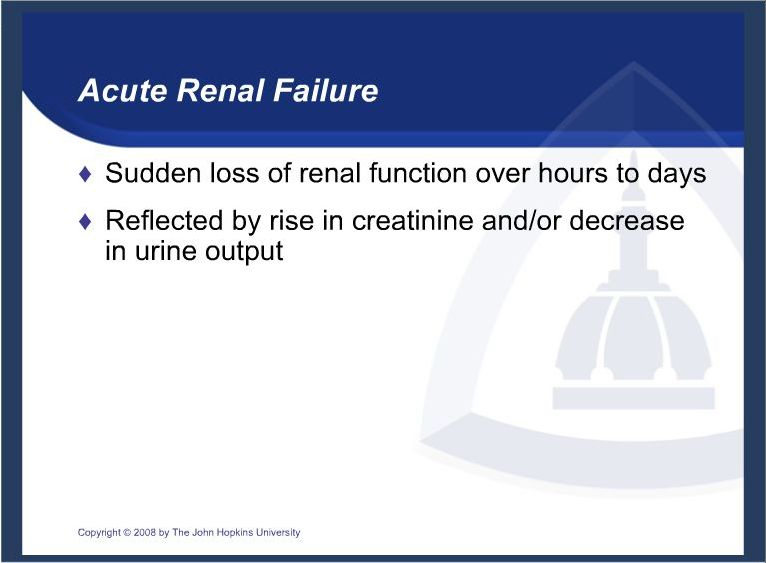 Acute Renal Failure
♦ Sudden loss of renal function over hours to days
♦ Reflected by rise in creatinine and/or decrease
in urine output
Copyright © 2008 by The John Hopkins University